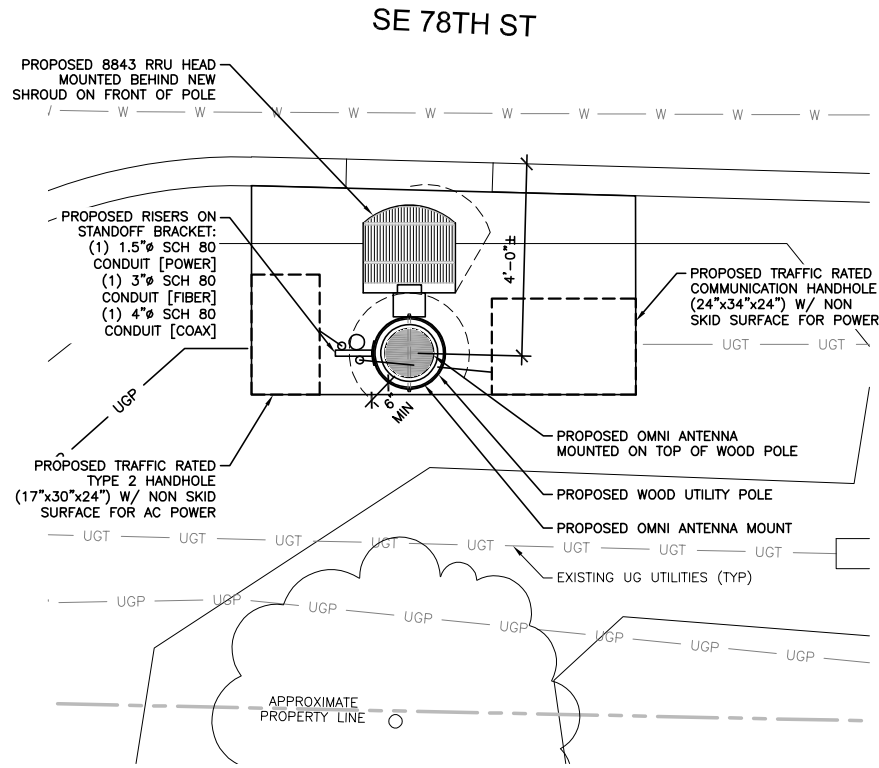 SE 78TH ST
PROPOSED 8843 RRU HEAD
MOUNTED BEHIND NEW
SHROUD ON FRONT OF POLE
W W W W W W W W W W
PROPOSED RISERS ON
STANDOFF BRACKET:
(1) 1.5"ø SCH 80
CONDUIT [POWER]
(1) 3"ø SCH 80
CONDUIT [FIBER]
(1) 4"ø SCH 80
CONDUIT [COAX]
4'-0"±
PROPOSED TRAFFIC RATED
COMMUNICATION HANDHOLE
(24"x34"x24") W/ NON
SKID SURFACE FOR POWER
UGT UGT
UGP
6"
MIN
PROPOSED OMNI ANTENNA
MOUNTED ON TOP OF WOOD POLE
PROPOSED TRAFFIC RATED
TYPE 2 HANDHOLE
(17"x30"x24") W/ NON SKID
SURFACE FOR AC POWER
PROPOSED WOOD UTILITY POLE
PROPOSED OMNI ANTENNA MOUNT
UGT UGT UGT UGT UGT UGT UGT UGT
EXISTING UG UTILITIES (TYP)
UGP UGP UGP UGP UGP UGP UGP UGP
APPROXIMATE
PROPERTY LINE